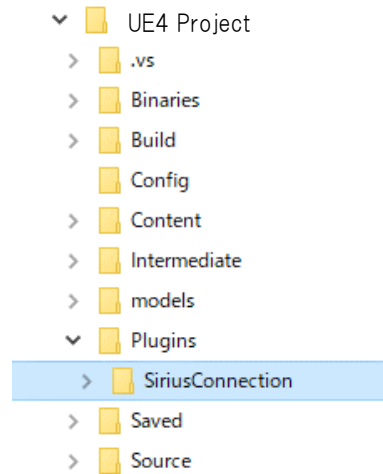 UE4 Project
.vs
Binaries
Build
Config
Content
Intermediate
models
Plugins
SiriusConnection
Saved
Source